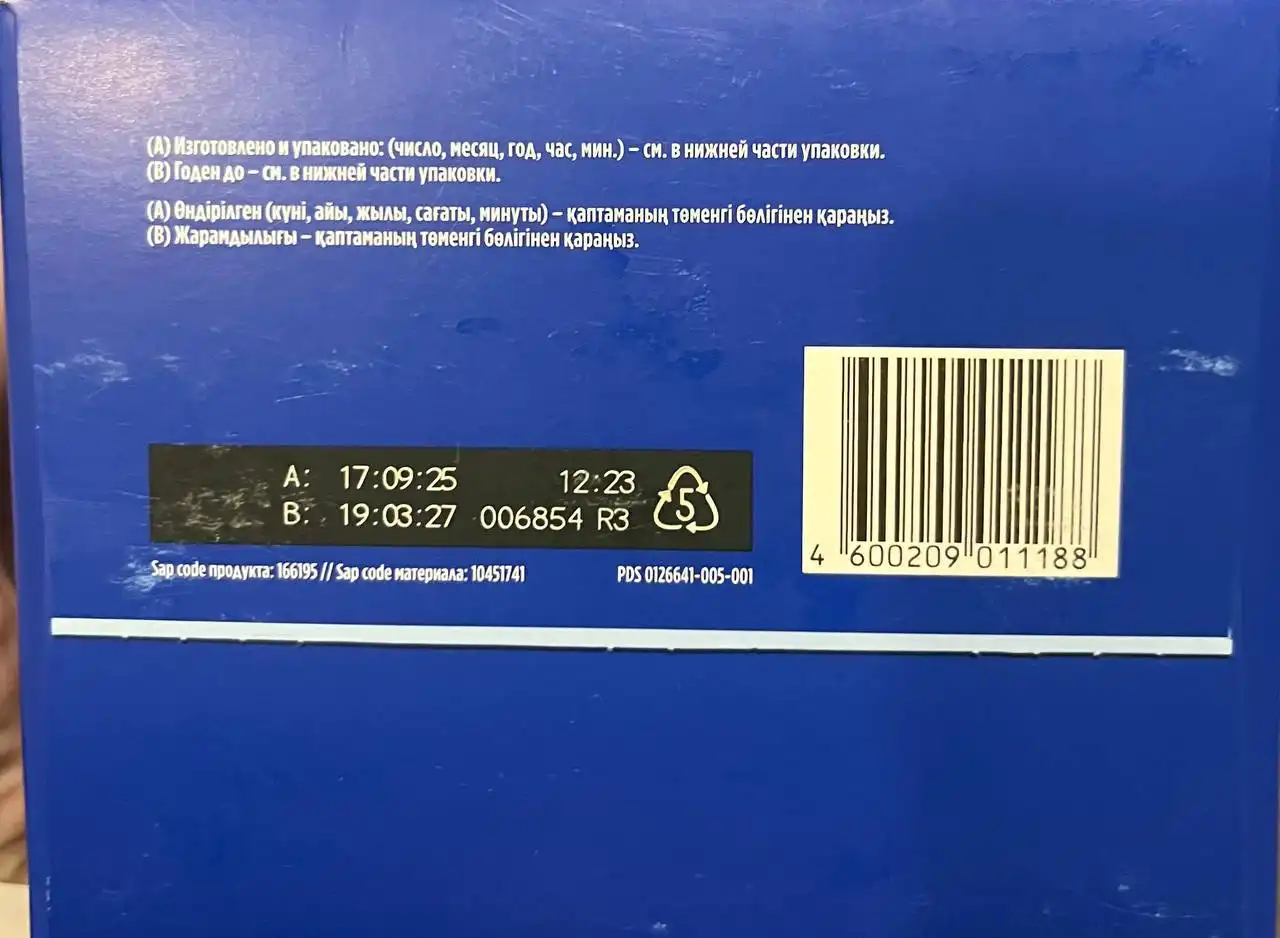 (A) Изготовлено и упаковано: (число, месяц, год, час, мин.) – см. в нижней части упаковки.
(B) Годен до – см. в нижней части упаковки.
(A) Өндірілген (күні, айы, жылы, сағаты, минуты) – қаптаманың төменгі бөлігінен қараңыз.
(B) Жарамдылығы – қаптаманың төменгі бөлігінен қараңыз.
A: 17:09:25 12:23
B: 19:03:27 006854 R3
5
Sap code продукта: 166195 // Sap code материала: 10451741 PDS 0126641-005-001
4 600209 011188